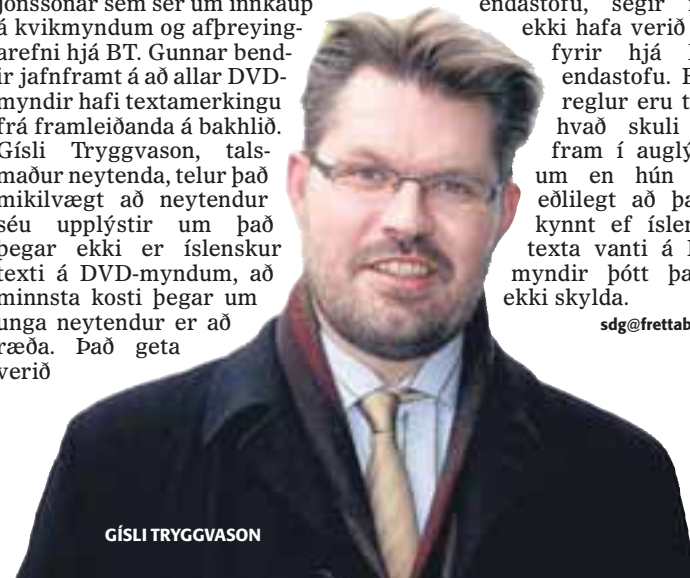 jónssonar sem sér um innkaup
á kvikmyndum og afþreying-
arefni hjá BT. Gunnar bend-
ir jafnframt á að allar DVD-
myndir hafi textamerkingu
frá framleiðanda á bakhlið.
Gísli Tryggvason, tals-
maður neytenda, telur það
mikilvægt að neytendur
séu upplýstir um það
þegar ekki er íslenskur
texti á DVD-myndum, að
minnsta kosti þegar um
unga neytendur er að
ræða. Það geta
verið
endastofu, segir
ekki hafa verið
fyrir hjá
endastofu.
reglur eru
hvað skuli
fram í
um en hún
eðlilegt að
kynnt ef
texta vanti á
myndir þótt
ekki skylda.
GÍSLI TRYGGVASON